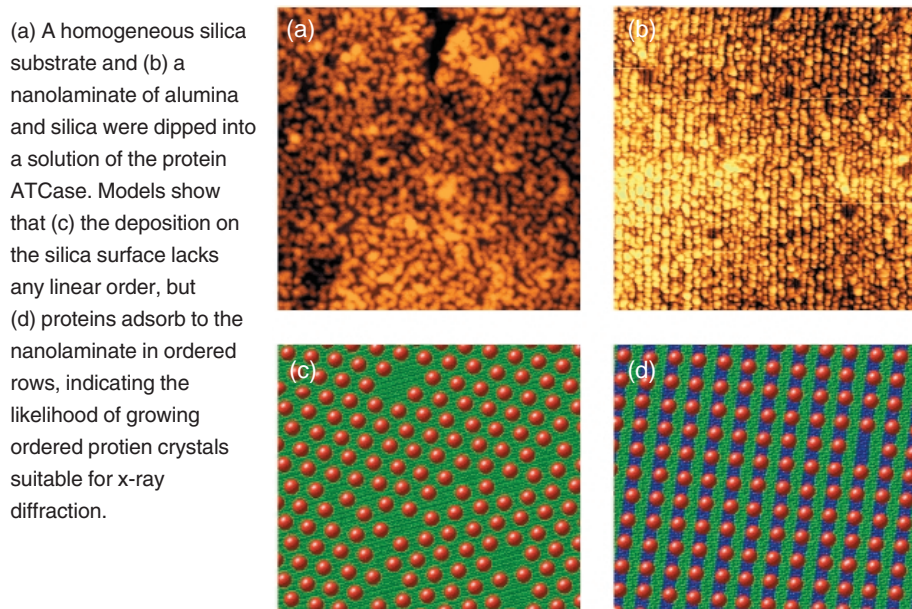 (a) A homogeneous silica
substrate and (b) a
nanolaminate of alumina
and silica were dipped into
a solution of the protein
ATCase. Models show
that (c) the deposition on
the silica surface lacks
any linear order, but
(d) proteins adsorb to the
nanolaminate in ordered
rows, indicating the
likelihood of growing
ordered protien crystals
suitable for x-ray
diffraction.
(a)
(b)
(c)
(d)